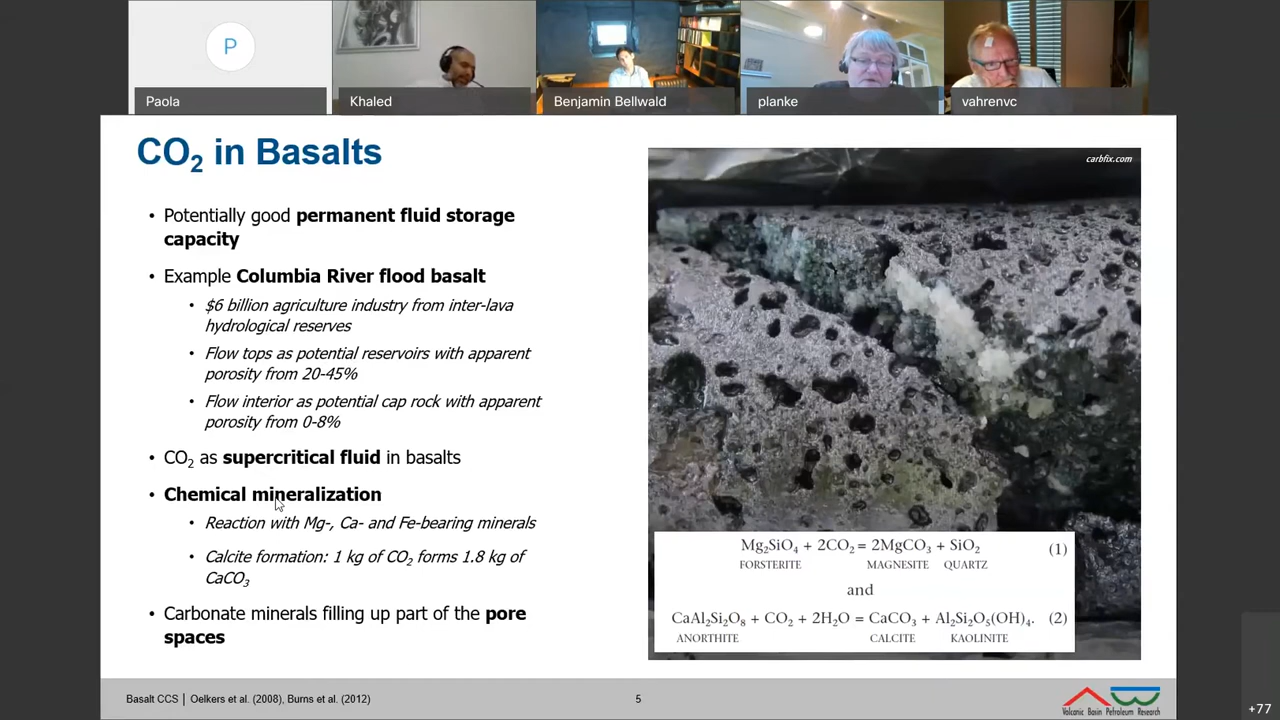 P
Paola
Khaled
Benjamin Bellwald
planke
vahrenvc
CO₂ in Basalts
• Potentially good permanent fluid storage
capacity
• Example Columbia River flood basalt
• $6 billion agriculture industry from inter-lava
hydrological reserves
• Flow tops as potential reservoirs with apparent
porosity from 20-45%
• Flow interior as potential cap rock with apparent
porosity from 0-8%
• CO₂ as supercritical fluid in basalts
• Chemical mineralization
• Reaction with Mg-, Ca- and Fe-bearing minerals
• Calcite formation: 1 kg of CO₂ forms 1.8 kg of
CaCO₃
• Carbonate minerals filling up part of the pore
spaces
carbfix.com
Mg₂SiO₄ + 2CO₂ = 2MgCO₃ + SiO₂ (1)
FORSTERITE MAGNESITE QUARTZ
and
CaAl₂Si₂O₈ + CO₂ + 2H₂O = CaCO₃ + Al₂Si₂O₅(OH)₄. (2)
ANORTHITE CALCITE KAOLINITE
Basalt CCS | Oelkers et al. (2008), Burns et al. (2012)
5
Volcanic Basin Petroleum Research
+77